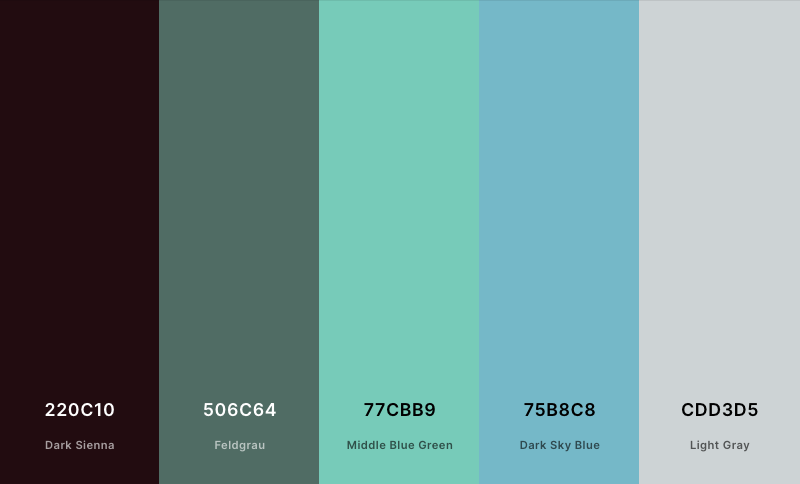 220C10
Dark Sienna
506C64
Feldgrau
77CBB9
Middle Blue Green
75B8C8
Dark Sky Blue
CDD3D5
Light Gray